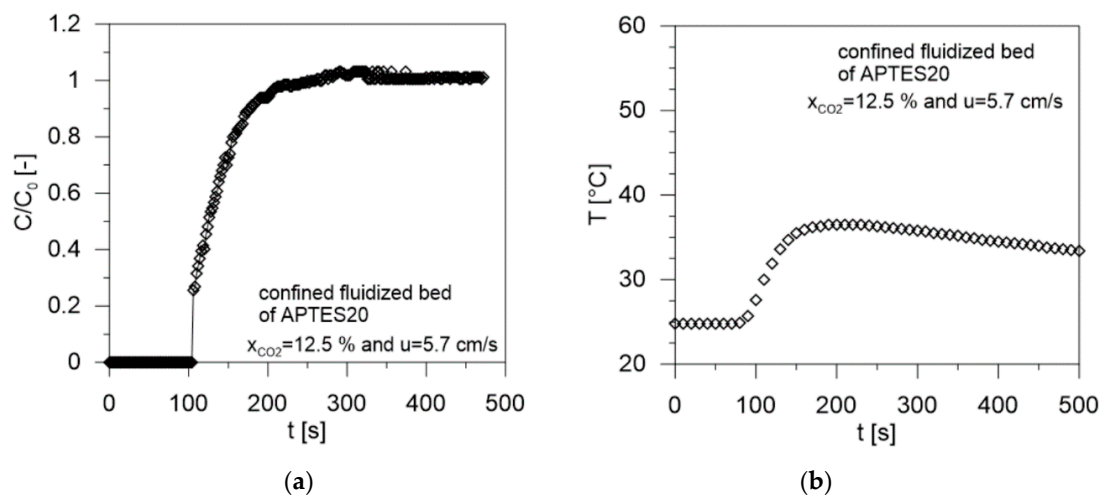 1.2
1
0.8
0.6
0.4
0.2
0
C/C₀ [-]
confined fluidized bed
of APTES20
xCO2=12.5 % and u=5.7 cm/s
0 100 200 300 400 500
t [s]
(a)
60
50
40
30
20
T [°C]
confined fluidized bed
of APTES20
xCO2=12.5 % and u=5.7 cm/s
0 100 200 300 400 500
t [s]
(b)